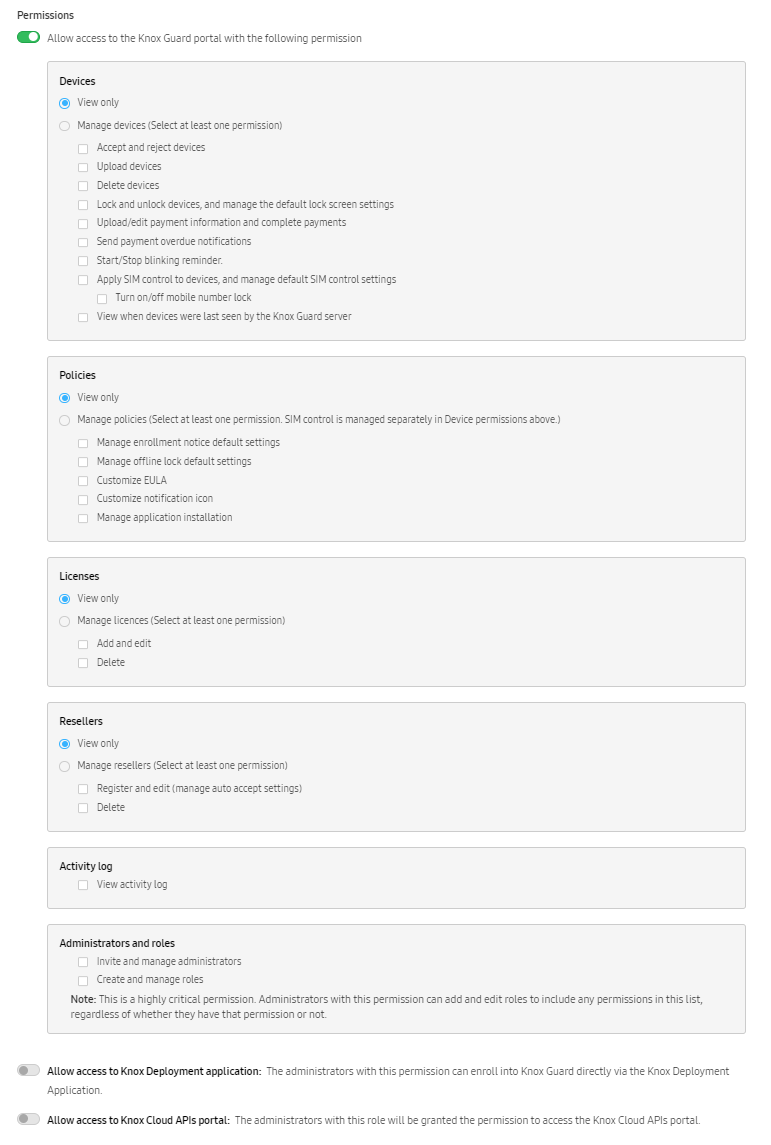 Permissions
Allow access to the Knox Guard portal with the following permission
Devices
View only
Manage devices (Select at least one permission)
Accept and reject devices
Upload devices
Delete devices
Lock and unlock devices, and manage the default lock screen settings
Upload/edit payment information and complete payments
Send payment overdue notifications
Start/Stop blinking reminder.
Apply SIM control to devices, and manage default SIM control settings
Turn on/off mobile number lock
View when devices were last seen by the Knox Guard server
Policies
View only
Manage policies (Select at least one permission. SIM control is managed separately in Device permissions above.)
Manage enrollment notice default settings
Manage offline lock default settings
Customize EULA
Customize notification icon
Manage application installation
Licenses
View only
Manage licences (Select at least one permission)
Add and edit
Delete
Resellers
View only
Manage resellers (Select at least one permission)
Register and edit (manage auto accept settings)
Delete
Activity log
View activity log
Administrators and roles
Invite and manage administrators
Create and manage roles
Note: This is a highly critical permission. Administrators with this permission can add and edit roles to include any permissions in this list,
regardless of whether they have that permission or not.
Allow access to Knox Deployment application: The administrators with this permission can enroll into Knox Guard directly via the Knox Deployment
Application.
Allow access to Knox Cloud APIs portal: The administrators with this role will be granted the permission to access the Knox Cloud APIs portal.